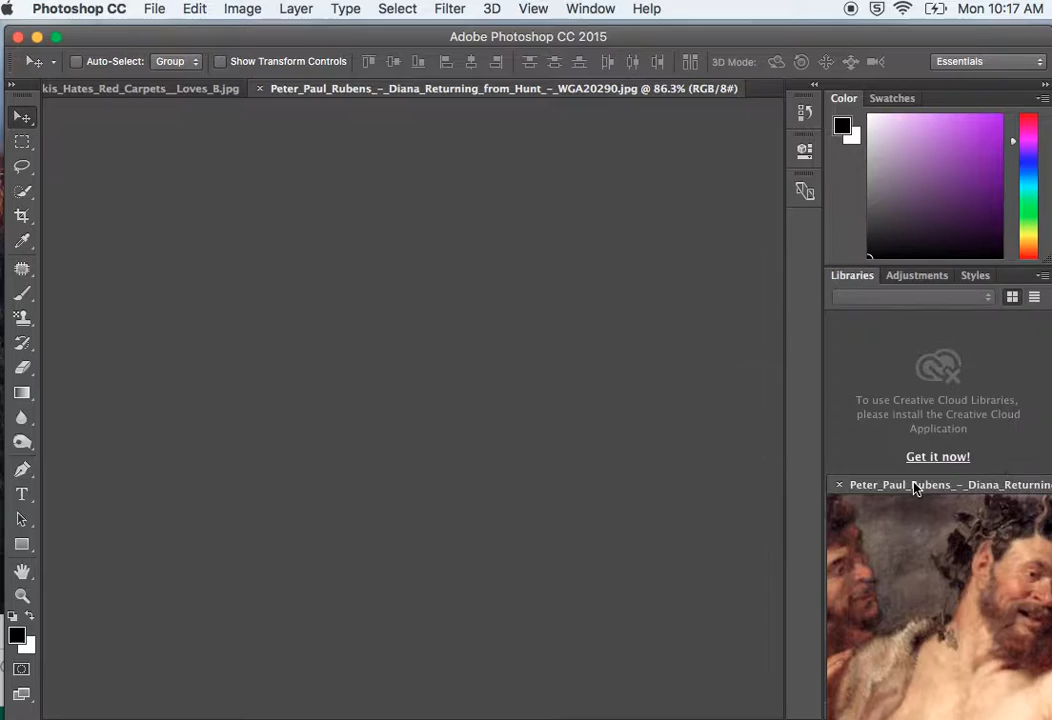 Photoshop CC File Edit Image Layer Type Select Filter 3D View Window Help Mon 10:17 AM
Adobe Photoshop CC 2015
Auto-Select: Group Show Transform Controls 3D Mode: Essentials
kis_Hates_Red_Carpets__Loves_B.jpg × Peter_Paul_Rubens_-_Diana_Returning_from_Hunt_-_WGA20290.jpg @ 86.3% (RGB/8#)
Color Swatches
Libraries Adjustments Styles
To use Creative Cloud Libraries,
please install the Creative Cloud
Application
Get it now!
× Peter_Paul_Rubens_-_Diana_Returnin
T